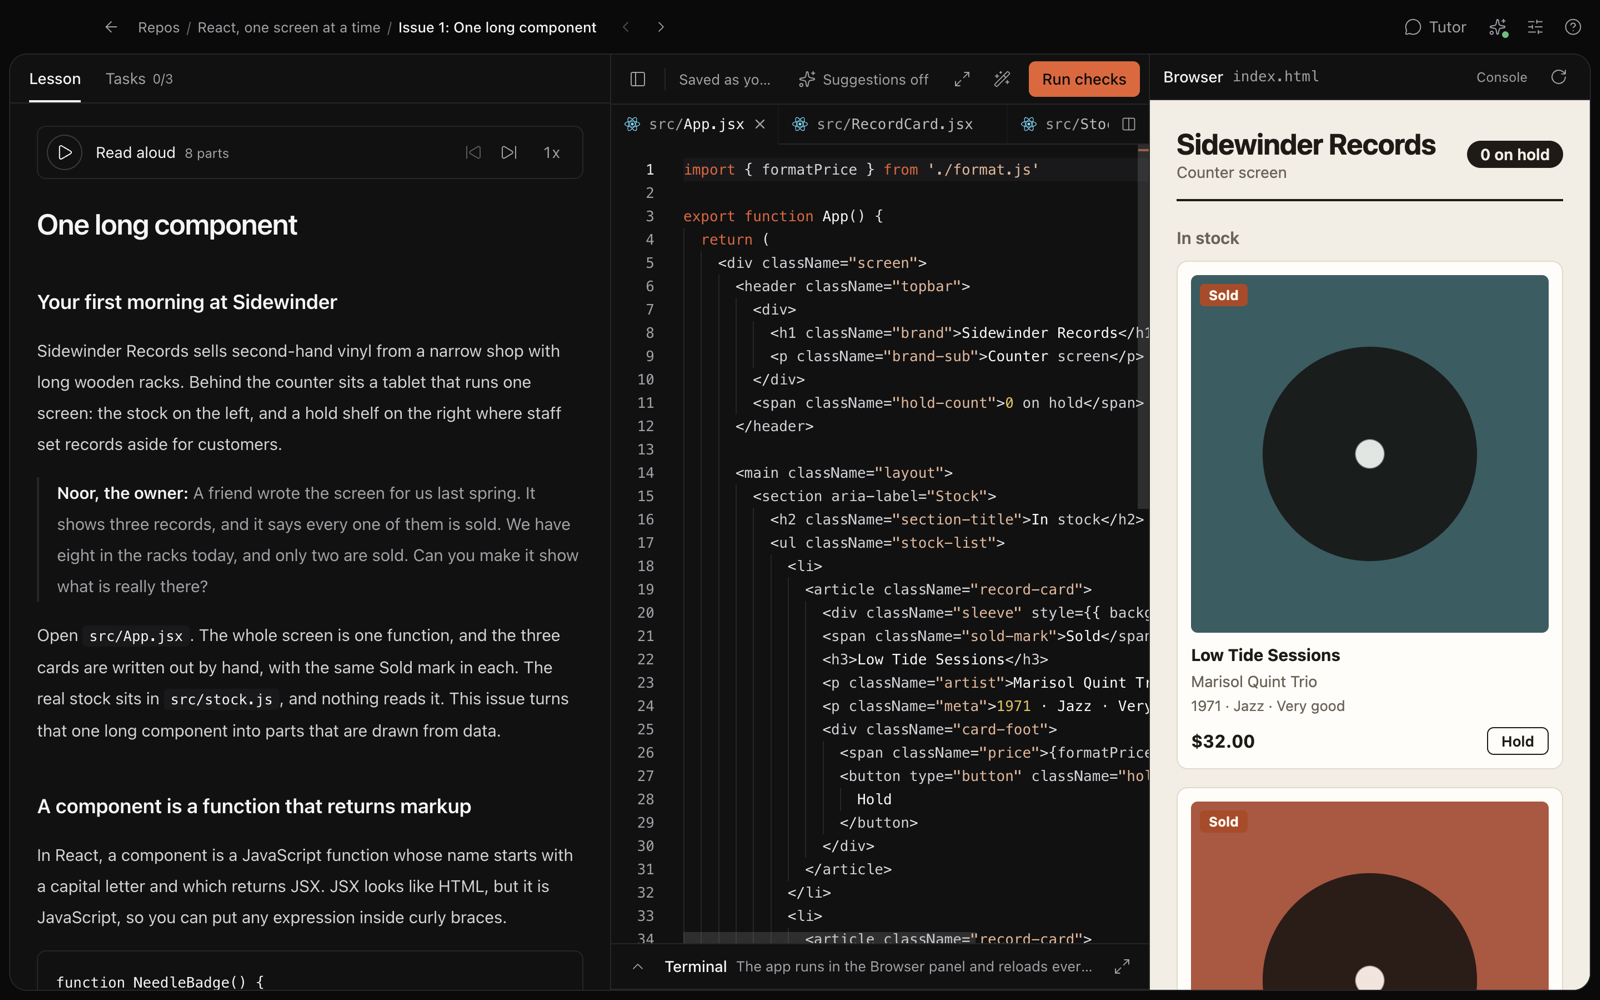 Repos / React, one screen at a time / Issue 1: One long component
Tutor
Lesson
Tasks 0/3
Read aloud 8 parts
1x
One long component
Your first morning at Sidewinder
Sidewinder Records sells second-hand vinyl from a narrow shop with
long wooden racks. Behind the counter sits a tablet that runs one
screen: the stock on the left, and a hold shelf on the right where staff
set records aside for customers.
Noor, the owner: A friend wrote the screen for us last spring. It
shows three records, and it says every one of them is sold. We have
eight in the racks today, and only two are sold. Can you make it show
what is really there?
Open src/App.jsx. The whole screen is one function, and the three
cards are written out by hand, with the same Sold mark in each. The
real stock sits in src/stock.js, and nothing reads it. This issue turns
that one long component into parts that are drawn from data.
A component is a function that returns markup
In React, a component is a JavaScript function whose name starts with
a capital letter and which returns JSX. JSX looks like HTML, but it is
JavaScript, so you can put any expression inside curly braces.
function NeedleBadge() {
Saved as yo...
Suggestions off
Run checks
src/App.jsx
src/RecordCard.jsx
src/Sto
1 import { formatPrice } from './format.js'
2
3 export function App() {
4 return (
5 <div className="screen">
6 <header className="topbar">
7 <div>
8 <h1 className="brand">Sidewinder Records</h1
9 <p className="brand-sub">Counter screen</p>
10 </div>
11 <span className="hold-count">0 on hold</span>
12 </header>
13
14 <main className="layout">
15 <section aria-label="Stock">
16 <h2 className="section-title">In stock</h2>
17 <ul className="stock-list">
18 <li>
19 <article className="record-card">
20 <div className="sleeve" style={{ backg
21 <span className="sold-mark">Sold</span
22 <h3>Low Tide Sessions</h3>
23 <p className="artist">Marisol Quint Tr
24 <p className="meta">1971 · Jazz · Very
25 <div className="card-foot">
26 <span className="price">{formatPrice
27 <button type="button" className="hol
28 Hold
29 </button>
30 </div>
31 </article>
32 </li>
33 <li>
34 <article className="record-card">
Terminal The app runs in the Browser panel and reloads ever...
Browser index.html
Console
Sidewinder Records
Counter screen
0 on hold
In stock
Sold
Low Tide Sessions
Marisol Quint Trio
1971 · Jazz · Very good
$32.00
Hold
Sold